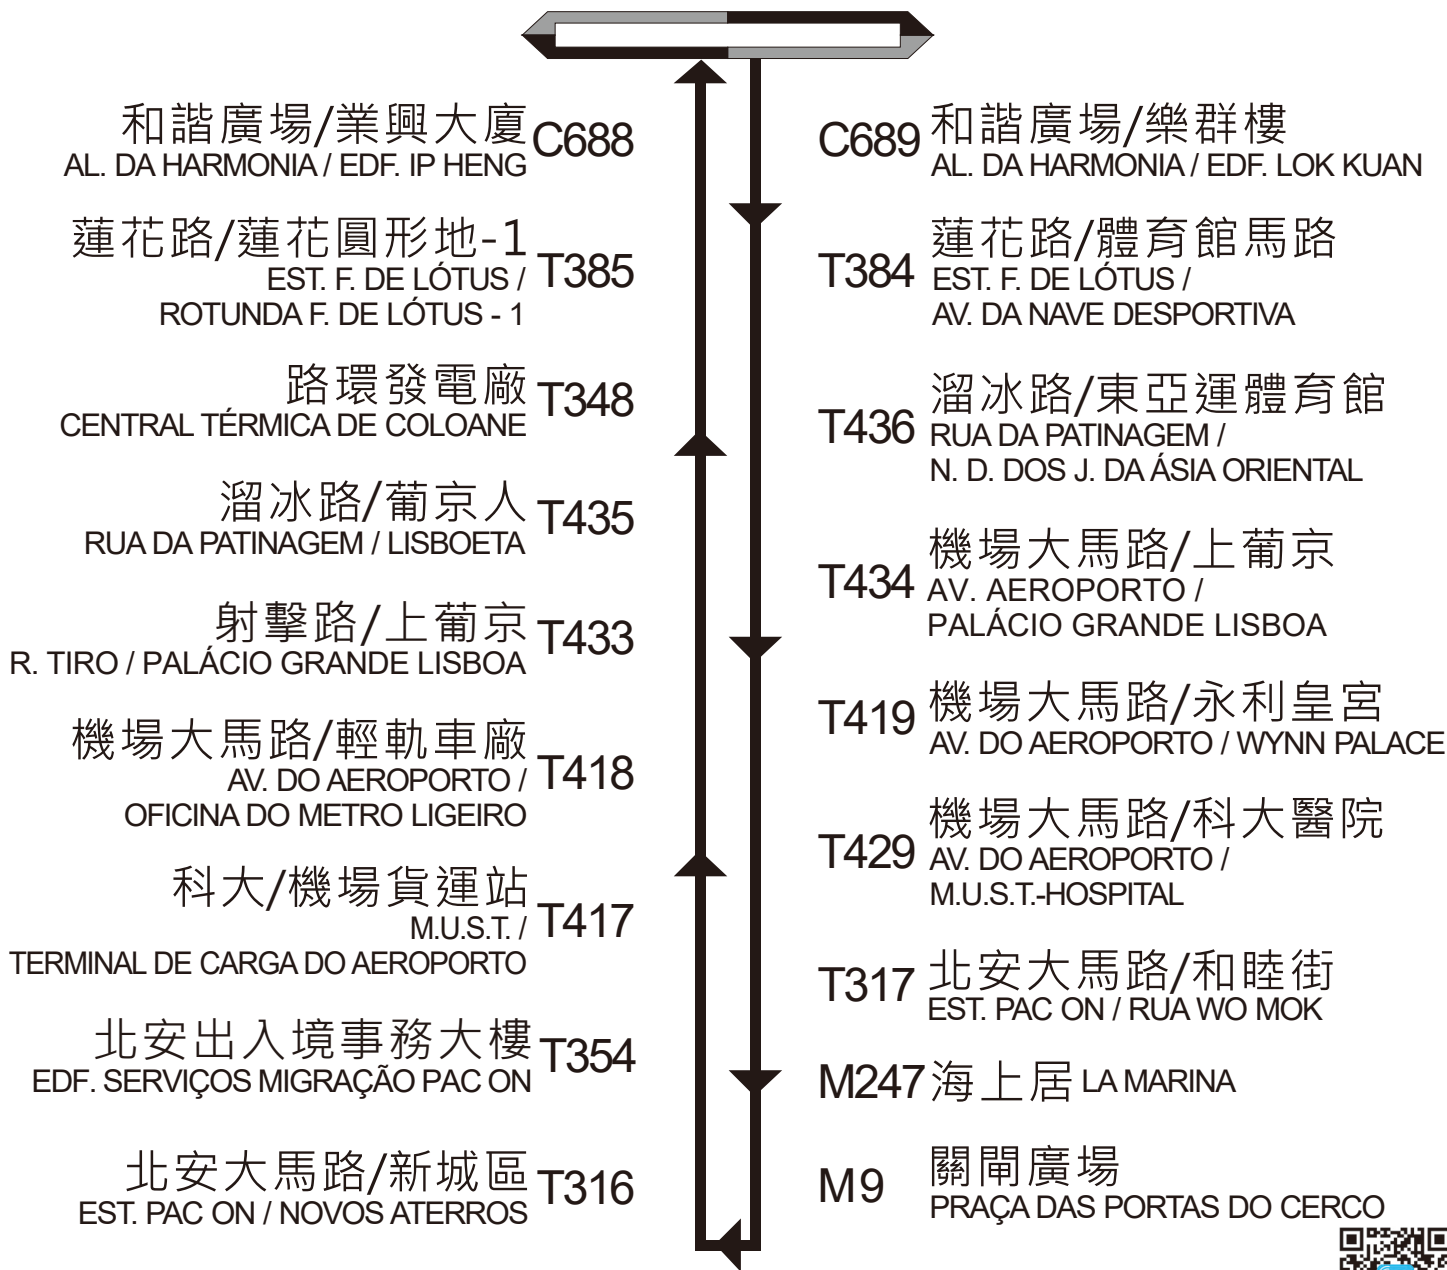 和諧廣場/業興大廈 C688
AL. DA HARMONIA / EDF. IP HENG
蓮花路/蓮花圓形地-1
EST. F. DE LÓTUS / T385
ROTUNDA F. DE LÓTUS - 1
路環發電廠 T348
CENTRAL TÉRMICA DE COLOANE
溜冰路/葡京人 T435
RUA DA PATINAGEM / LISBOETA
射擊路/上葡京 T433
R. TIRO / PALÁCIO GRANDE LISBOA
機場大馬路/輕軌車廠
AV. DO AEROPORTO / T418
OFICINA DO METRO LIGEIRO
科大/機場貨運站
M.U.S.T. / T417
TERMINAL DE CARGA DO AEROPORTO
北安出入境事務大樓 T354
EDF. SERVIÇOS MIGRAÇÃO PAC ON
北安大馬路/新城區 T316
EST. PAC ON / NOVOS ATERROS
C689 和諧廣場/樂群樓
AL. DA HARMONIA / EDF. LOK KUAN
蓮花路/體育館馬路
T384 EST. F. DE LÓTUS /
AV. DA NAVE DESPORTIVA
溜冰路/東亞運體育館
T436 RUA DA PATINAGEM /
N. D. DOS J. DA ÁSIA ORIENTAL
機場大馬路/上葡京
T434 AV. AEROPORTO /
PALÁCIO GRANDE LISBOA
T419 機場大馬路/永利皇宮
AV. DO AEROPORTO / WYNN PALACE
機場大馬路/科大醫院
T429 AV. DO AEROPORTO /
M.U.S.T.-HOSPITAL
T317 北安大馬路/和睦街
EST. PAC ON / RUA WO MOK
M247 海上居 LA MARINA
M9 關閘廣場
PRAÇA DAS PORTAS DO CERCO